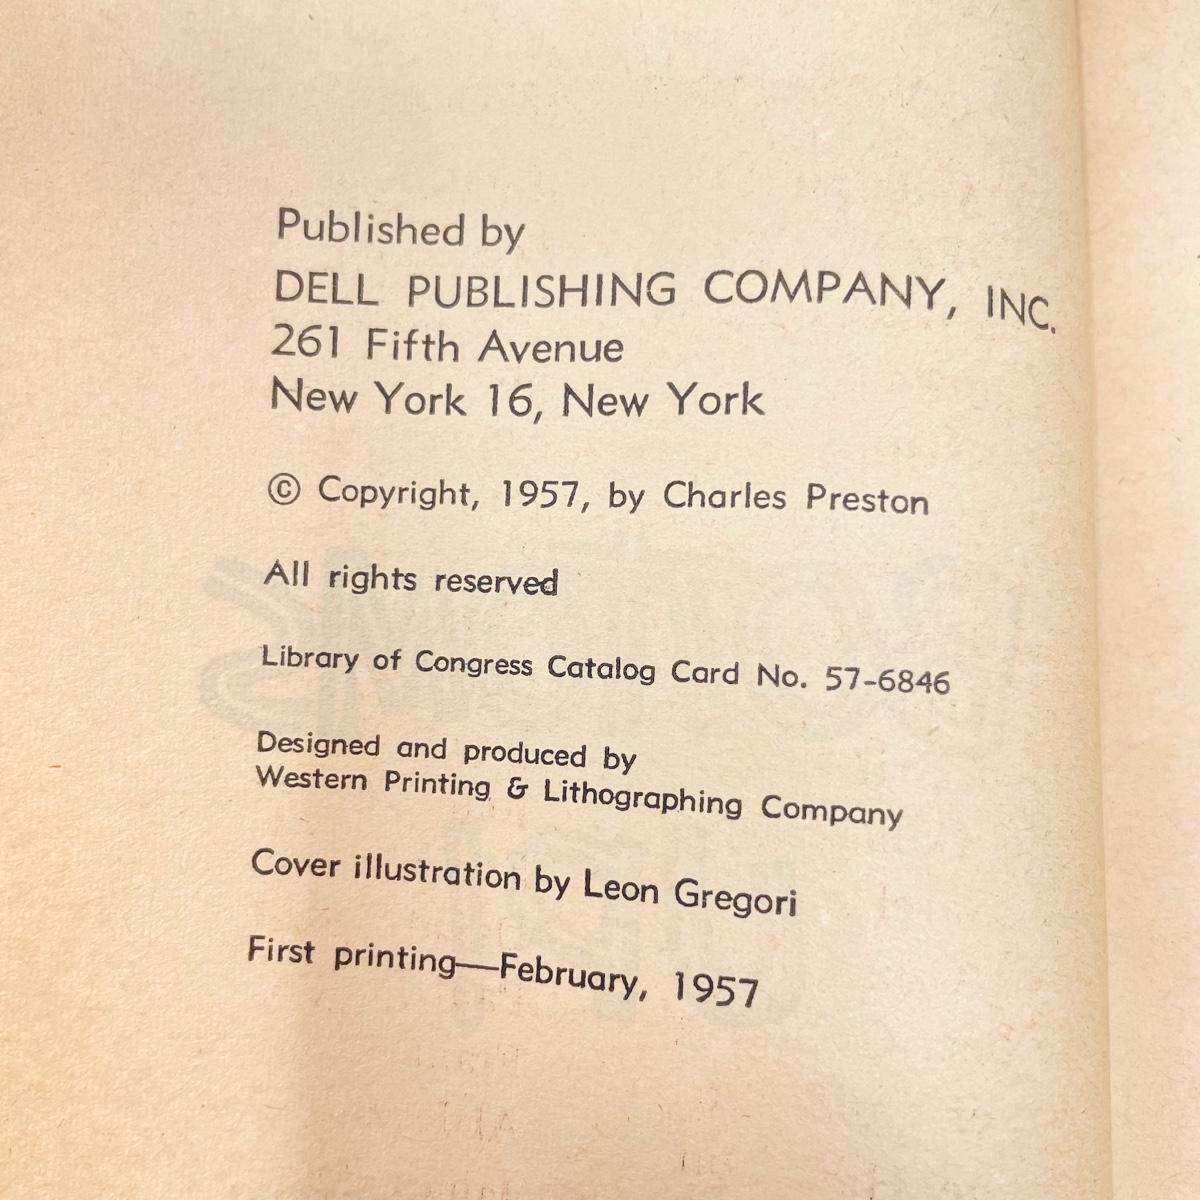 Published by
DELL PUBLISHING COMPANY, INC.
261 Fifth Avenue
New York 16, New York
© Copyright, 1957, by Charles Preston
All rights reserved
Library of Congress Catalog Card No. 57-6846
Designed and produced by
Western Printing & Lithographing Company
Cover illustration by Leon Gregori
First printing—February, 1957